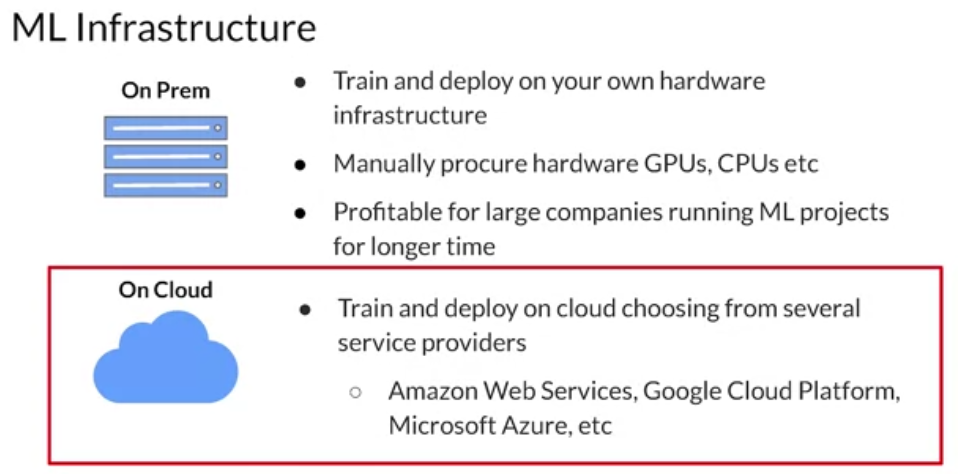 ML Infrastructure
On Prem
● Train and deploy on your own hardware
infrastructure
● Manually procure hardware GPUs, CPUs etc
● Profitable for large companies running ML projects
for longer time
On Cloud
● Train and deploy on cloud choosing from several
service providers
○ Amazon Web Services, Google Cloud Platform,
Microsoft Azure, etc